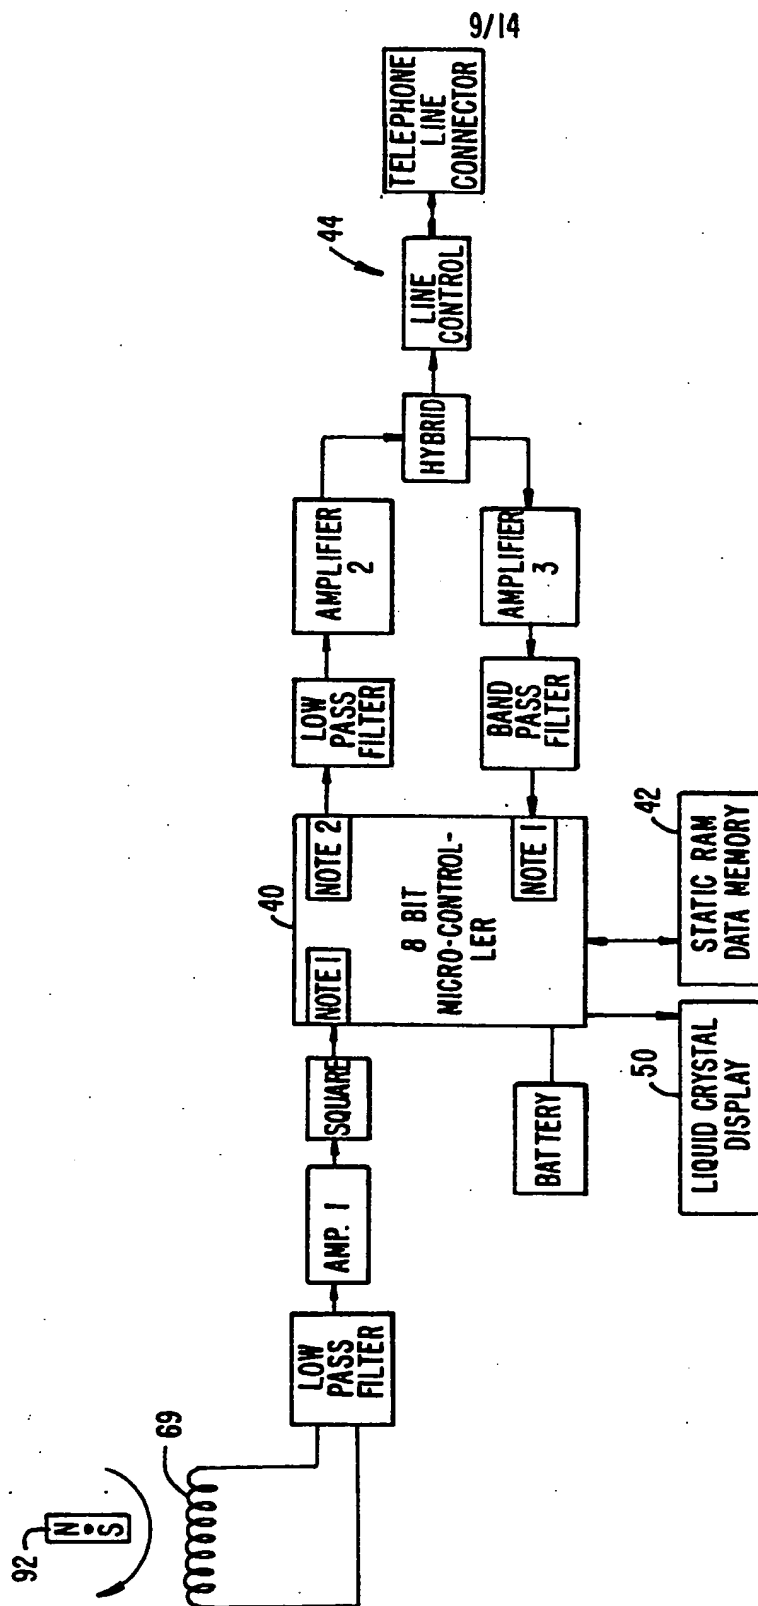 9/14
92
N
S
69
LOW
PASS
FILTER
AMP. 1
SQUARE
40
NOTE 1
NOTE 2
8 BIT
MICRO-CONTROL-
LER
NOTE 1
LOW
PASS
FILTER
AMPLIFIER
2
HYBRID
AMPLIFIER
3
BAND
PASS
FILTER
44
LINE
CONTROL
TELEPHONE
LINE
CONNECTOR
BATTERY
50
LIQUID CRYSTAL
DISPLAY
42
STATIC RAM
DATA MEMORY